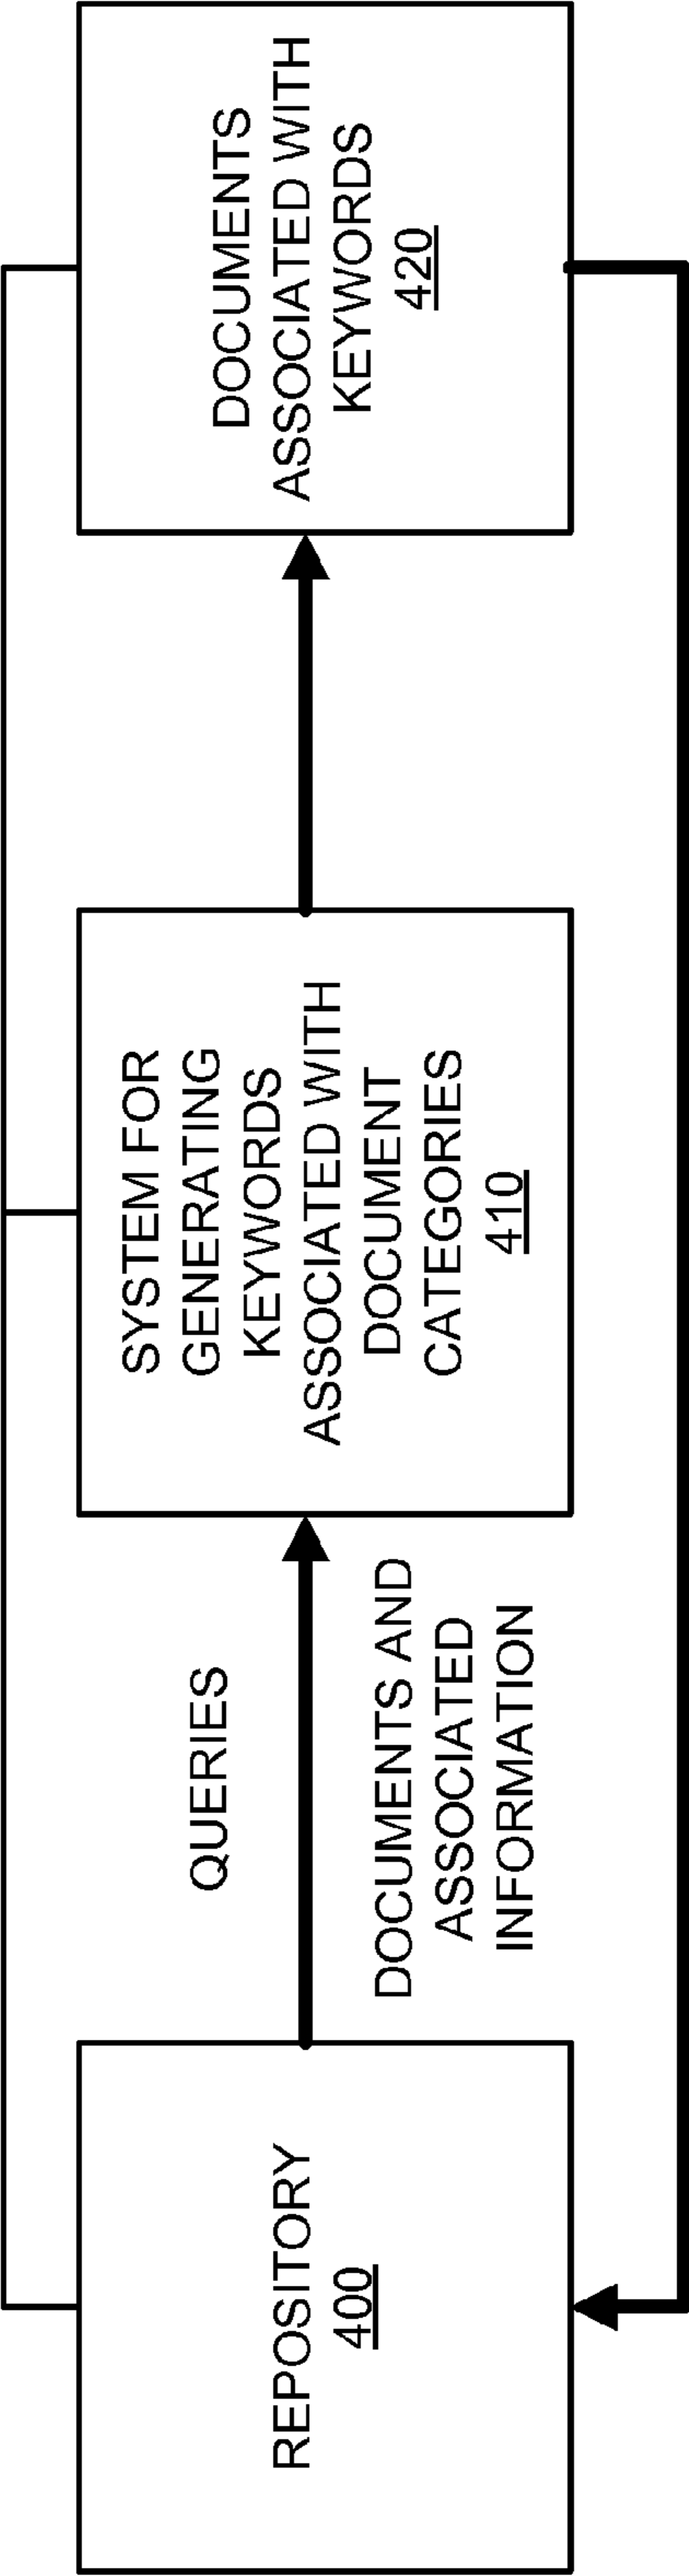 REPOSITORY
400
QUERIES
DOCUMENTS AND
ASSOCIATED
INFORMATION
SYSTEM FOR
GENERATING
KEYWORDS
ASSOCIATED WITH
DOCUMENT
CATEGORIES
410
DOCUMENTS
ASSOCIATED WITH
KEYWORDS
420